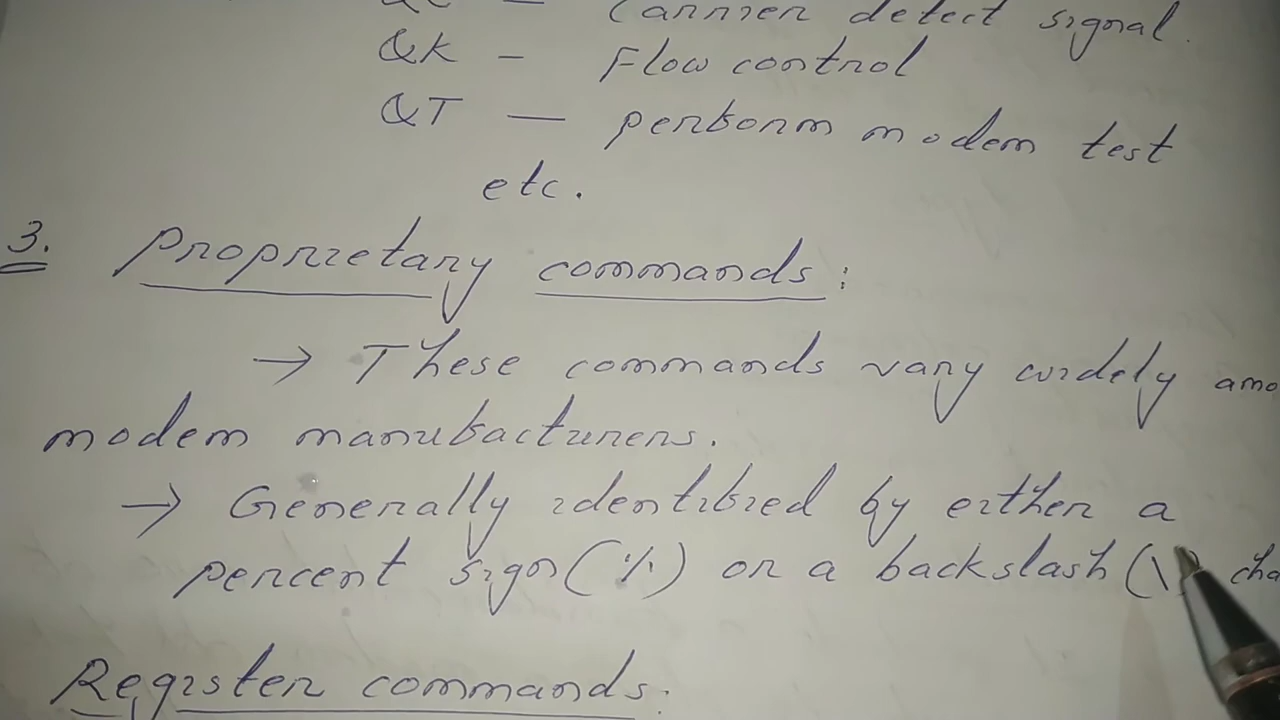 Carrier detect signal.
&K - Flow control
&T — perform modem test
etc.
3. Proprietary commands:
→ These commands vary widely
modem manufacturers.
→ Generally identified by either a
percent sign (%) or a backslash (\)
Register commands: